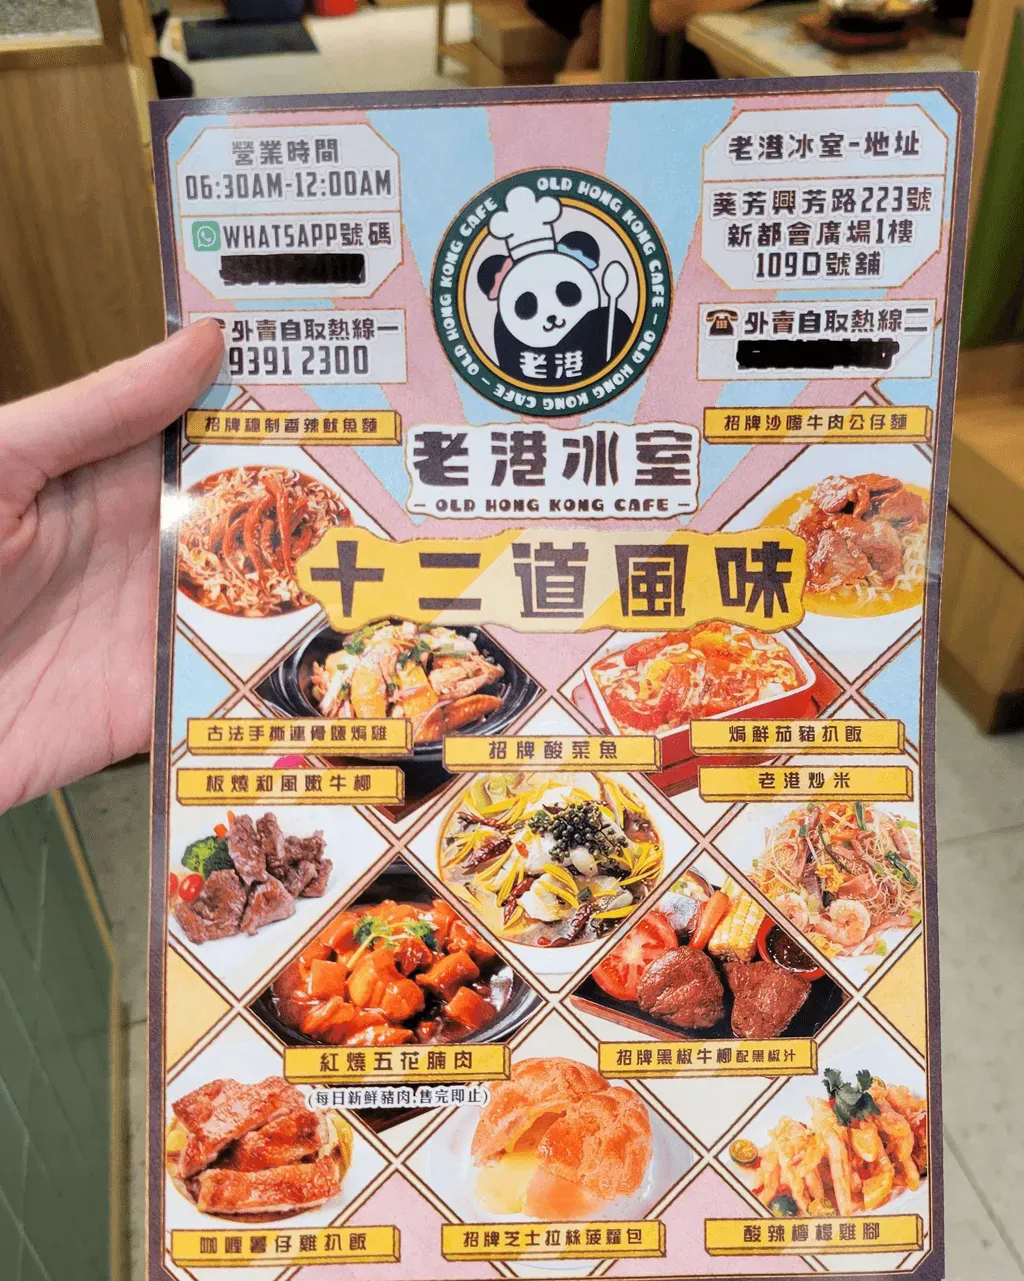 營業時間
06:30AM-12:00AM
WHATSAPP號碼
外賣自取熱線一
9391 2300
老港冰室-地址
葵芳興芳路223號
新都會廣場1樓
109D號舖
外賣自取熱線二
OLD HONG KONG CAFE – OLD HONG KONG CAFE – OLD HONG KONG CAFE
老港
老港冰室
– OLD HONG KONG CAFE –
招牌秘制香辣魷魚麵
招牌沙嗲牛肉公仔麵
十二道風味
古法手撕連骨鹽焗雞
招牌酸菜魚
焗鮮茄豬扒飯
板燒和風嫩牛柳
老港炒米
紅燒五花腩肉
(每日新鮮豬肉,售完即止)
招牌黑椒牛柳配黑椒汁
咖喱薯仔雞扒飯
招牌芝士拉絲菠蘿包
酸辣檸檬雞腳